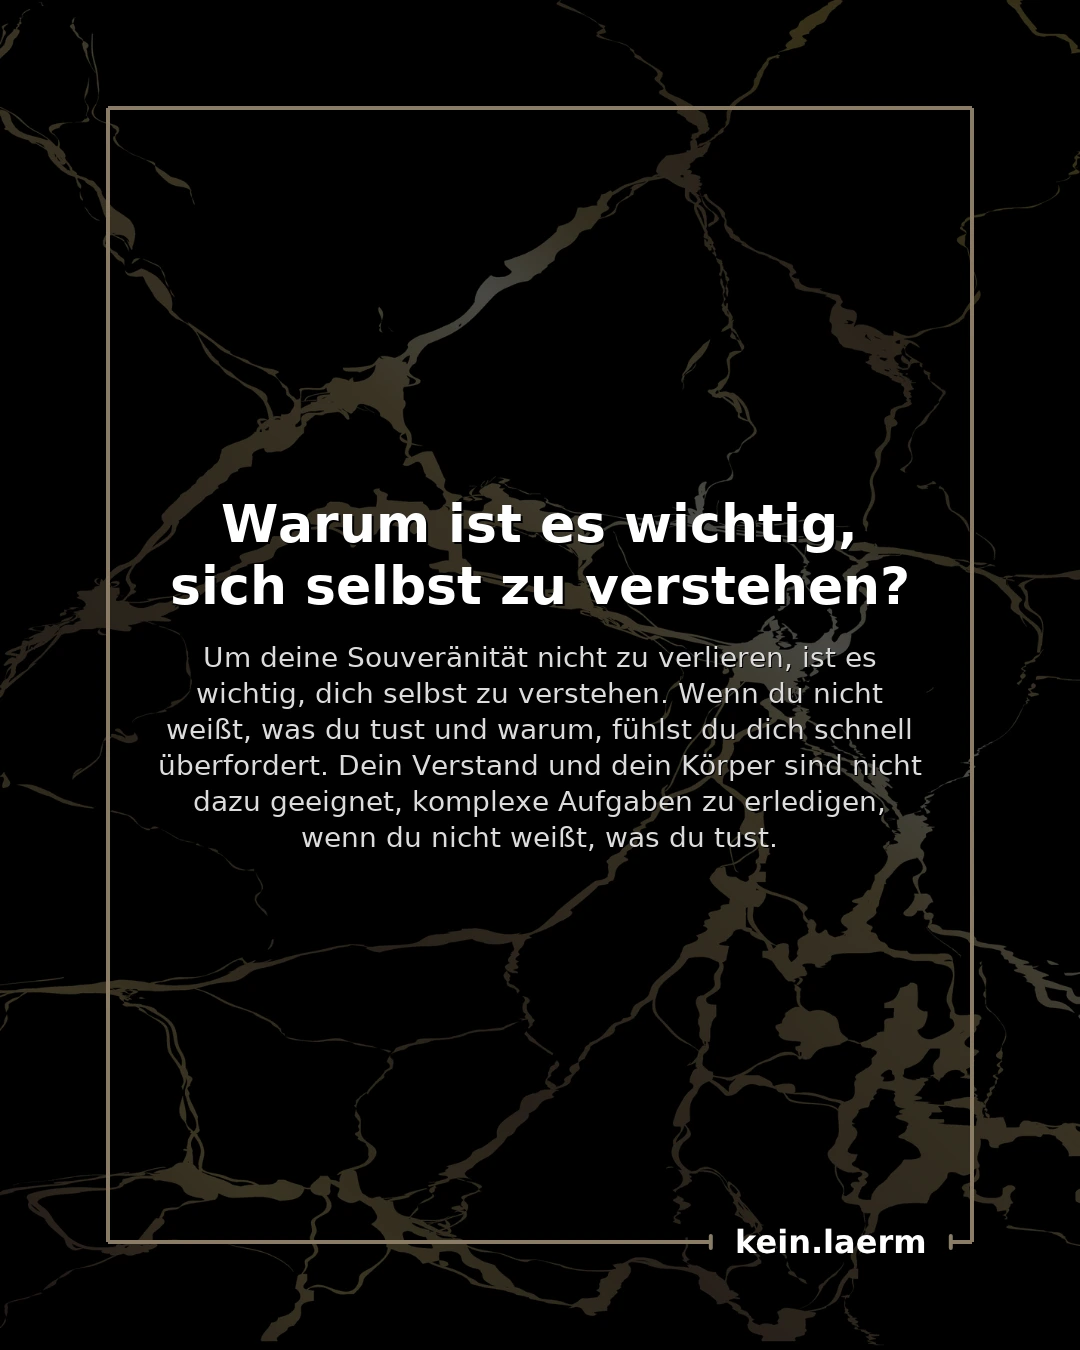 Warum ist es wichtig,
sich selbst zu verstehen?
Um deine Souveränität nicht zu verlieren, ist es
wichtig, dich selbst zu verstehen. Wenn du nicht
weißt, was du tust und warum, fühlst du dich schnell
überfordert. Dein Verstand und dein Körper sind nicht
dazu geeignet, komplexe Aufgaben zu erledigen,
wenn du nicht weißt, was du tust.
kein.laerm